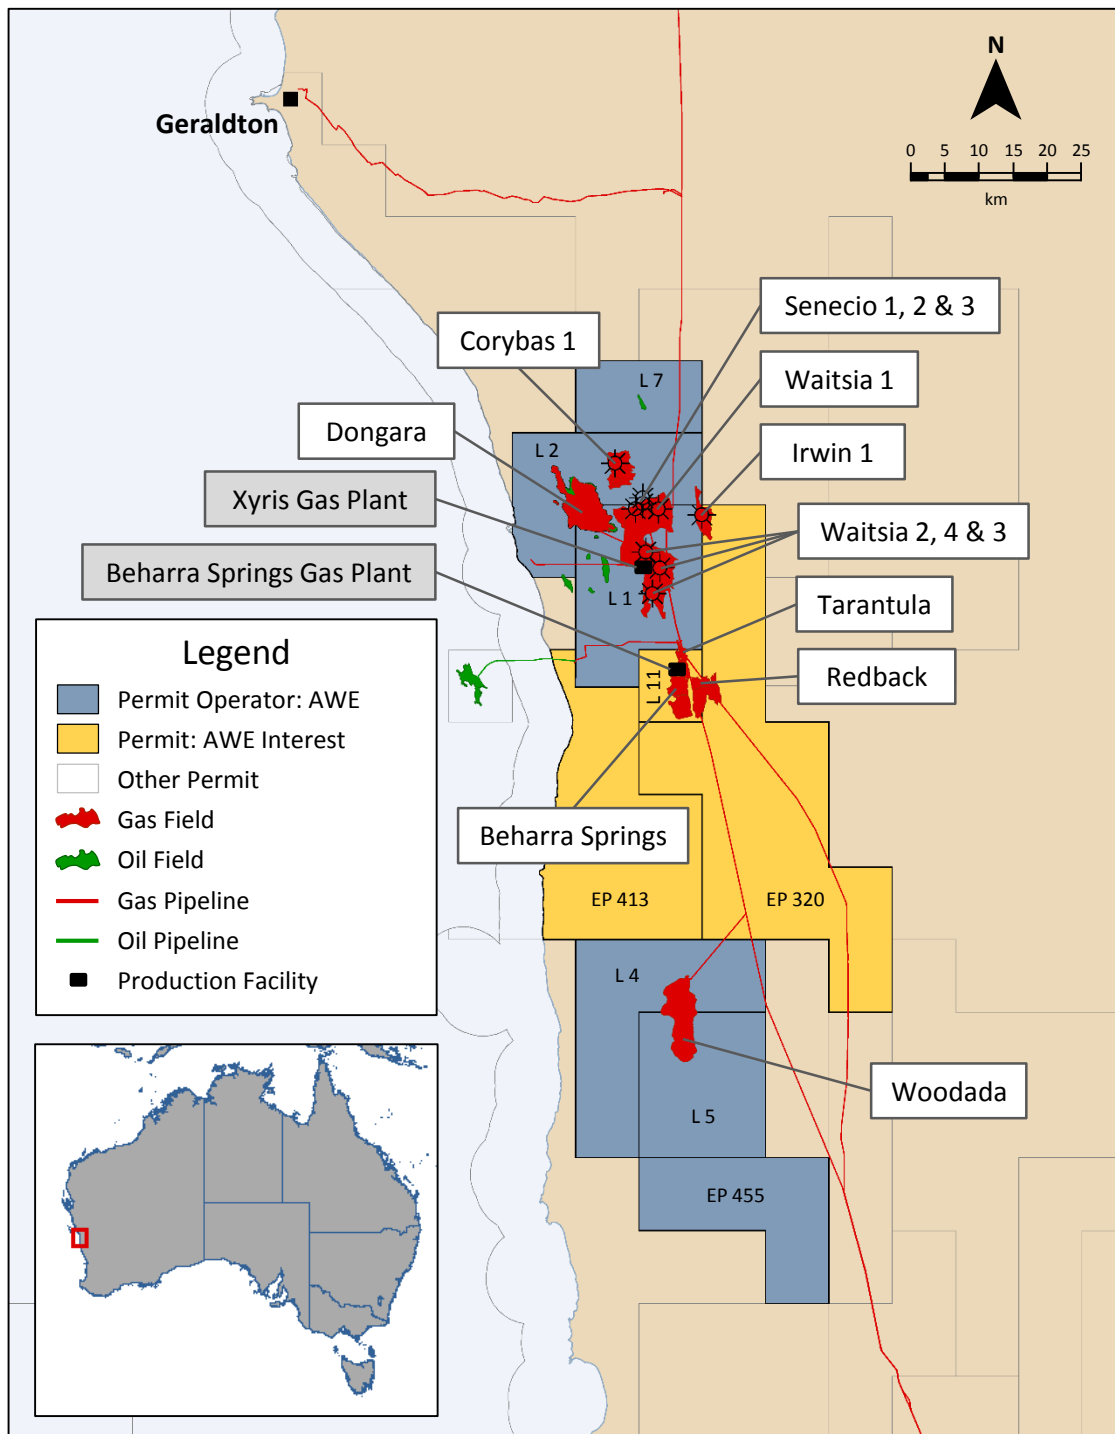 N
0 5 10 15 20 25
km
Geraldton
Senecio 1, 2 & 3
Corybas 1
Waitsia 1
L 7
Dongara
L 2
Irwin 1
Xyris Gas Plant
Waitsia 2, 4 & 3
Beharra Springs Gas Plant
L 1
Tarantula
Redback
L 11
Beharra Springs
EP 413
EP 320
L 4
Woodada
L 5
EP 455
Legend
Permit Operator: AWE
Permit: AWE Interest
Other Permit
Gas Field
Oil Field
Gas Pipeline
Oil Pipeline
Production Facility